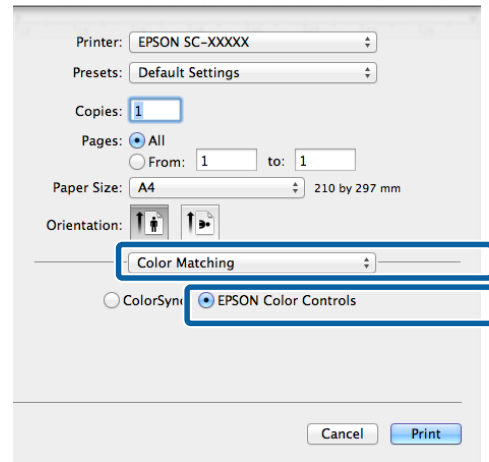 Printer: EPSON SC-XXXXX
Presets: Default Settings
Copies: 1
Pages: All
From: 1 to: 1
Paper Size: A4 210 by 297 mm
Orientation:
Color Matching
ColorSync EPSON Color Controls
Cancel Print